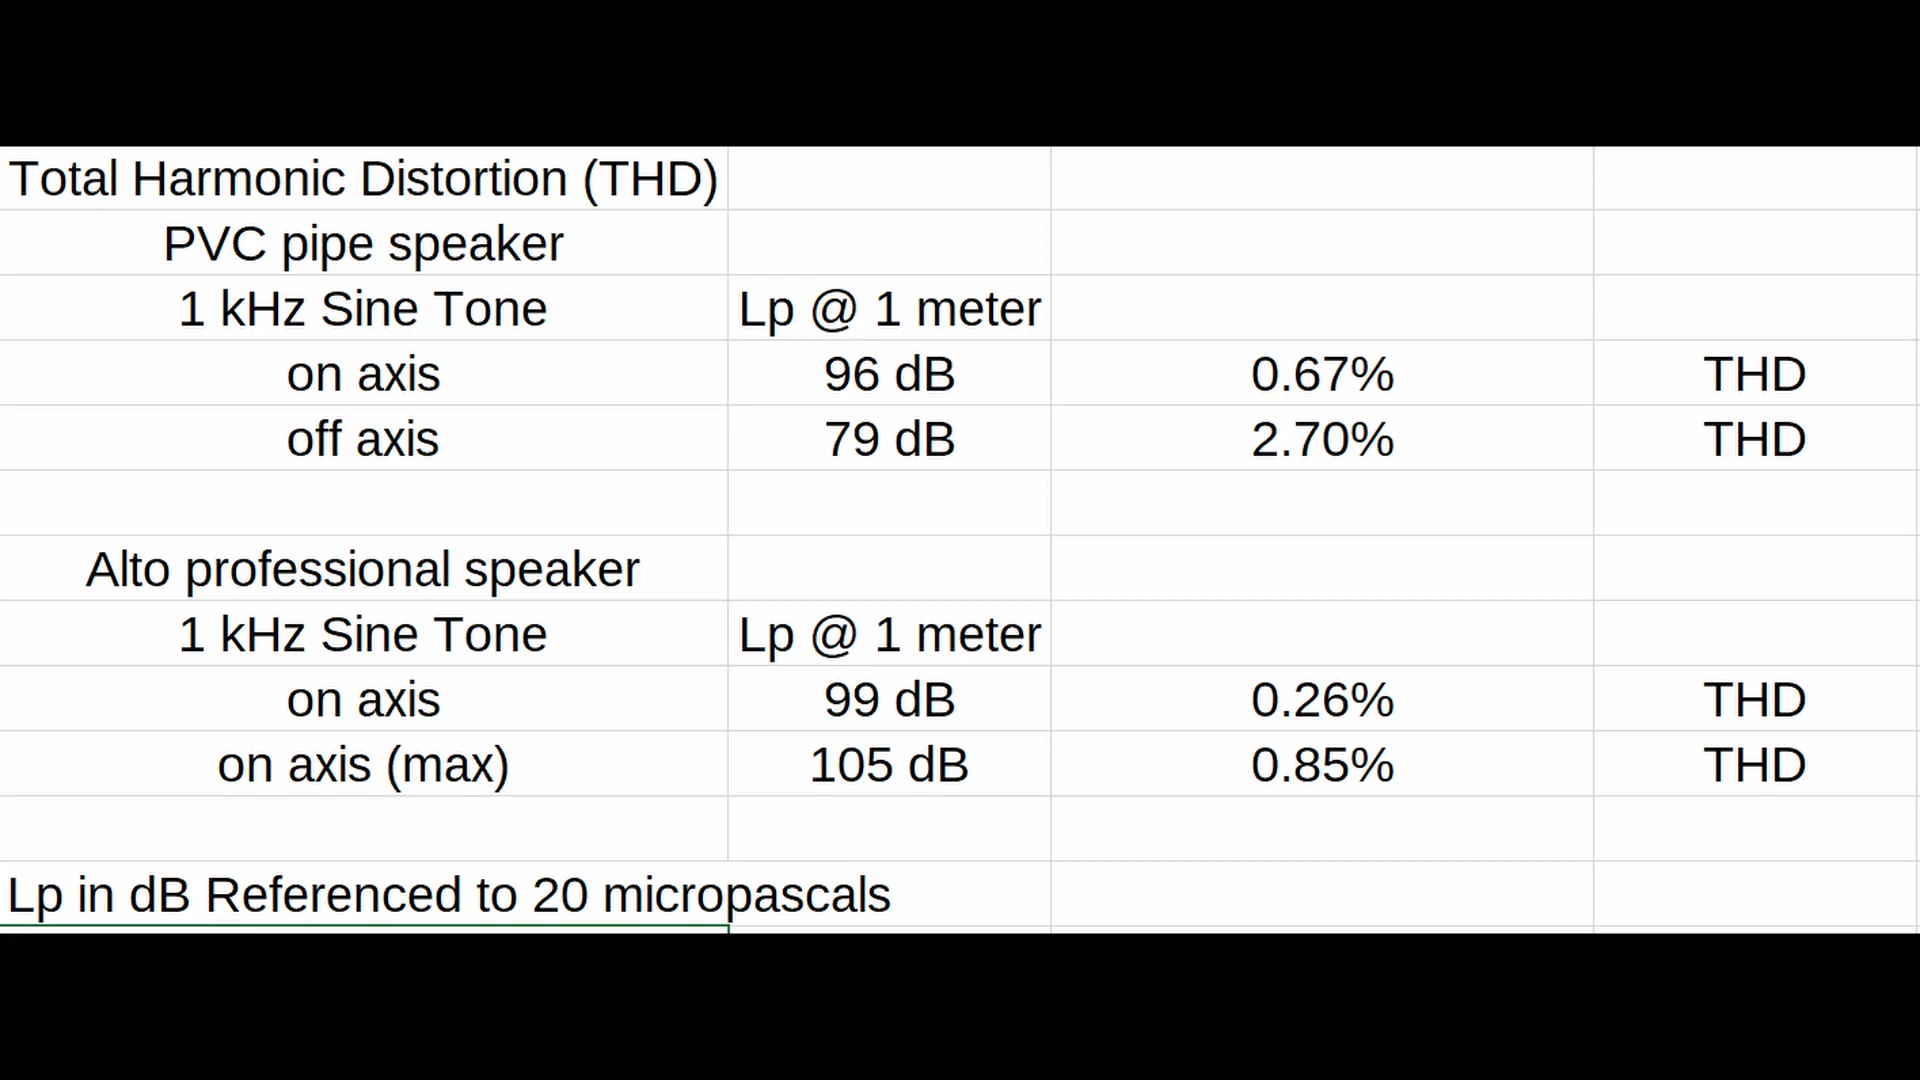 Total Harmonic Distortion (THD)
PVC pipe speaker
1 kHz Sine Tone Lp @ 1 meter
on axis 96 dB 0.67% THD
off axis 79 dB 2.70% THD
Alto professional speaker
1 kHz Sine Tone Lp @ 1 meter
on axis 99 dB 0.26% THD
on axis (max) 105 dB 0.85% THD
Lp in dB Referenced to 20 micropascals